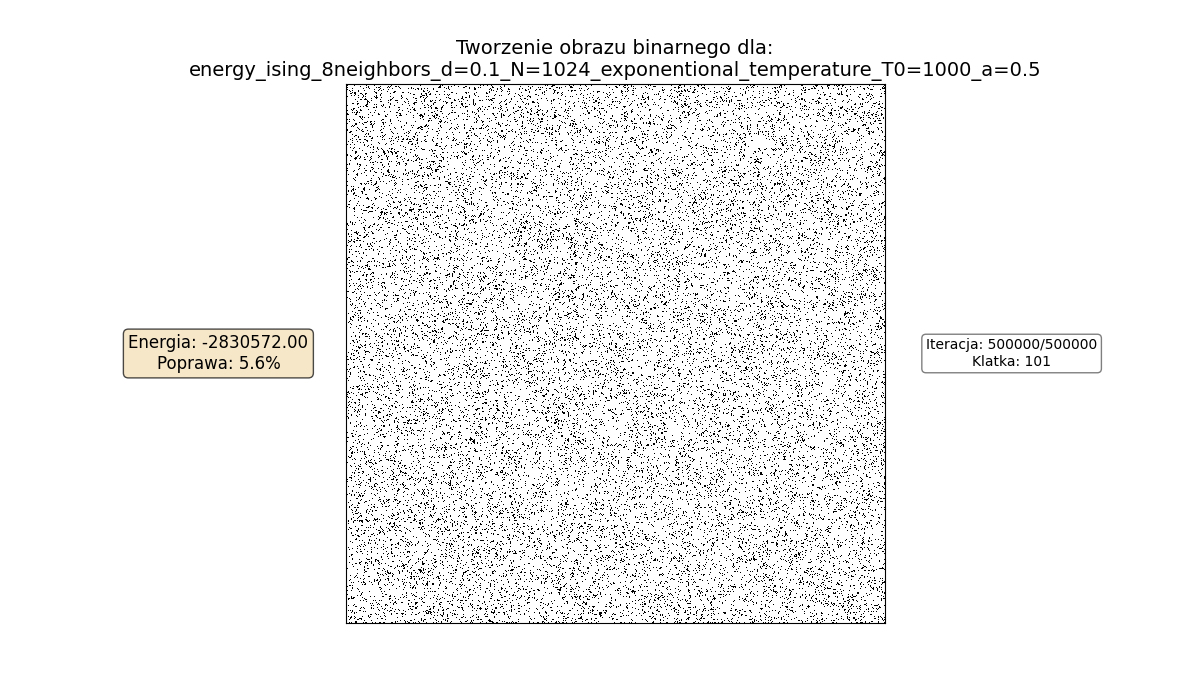 Tworzenie obrazu binarnego dla:
energy_ising_8neighbors_d=0.1_N=1024_exponentional_temperature_T0=1000_a=0.5
Energia: -2830572.00
Poprawa: 5.6%
Iteracja: 500000/500000
Klatka: 101